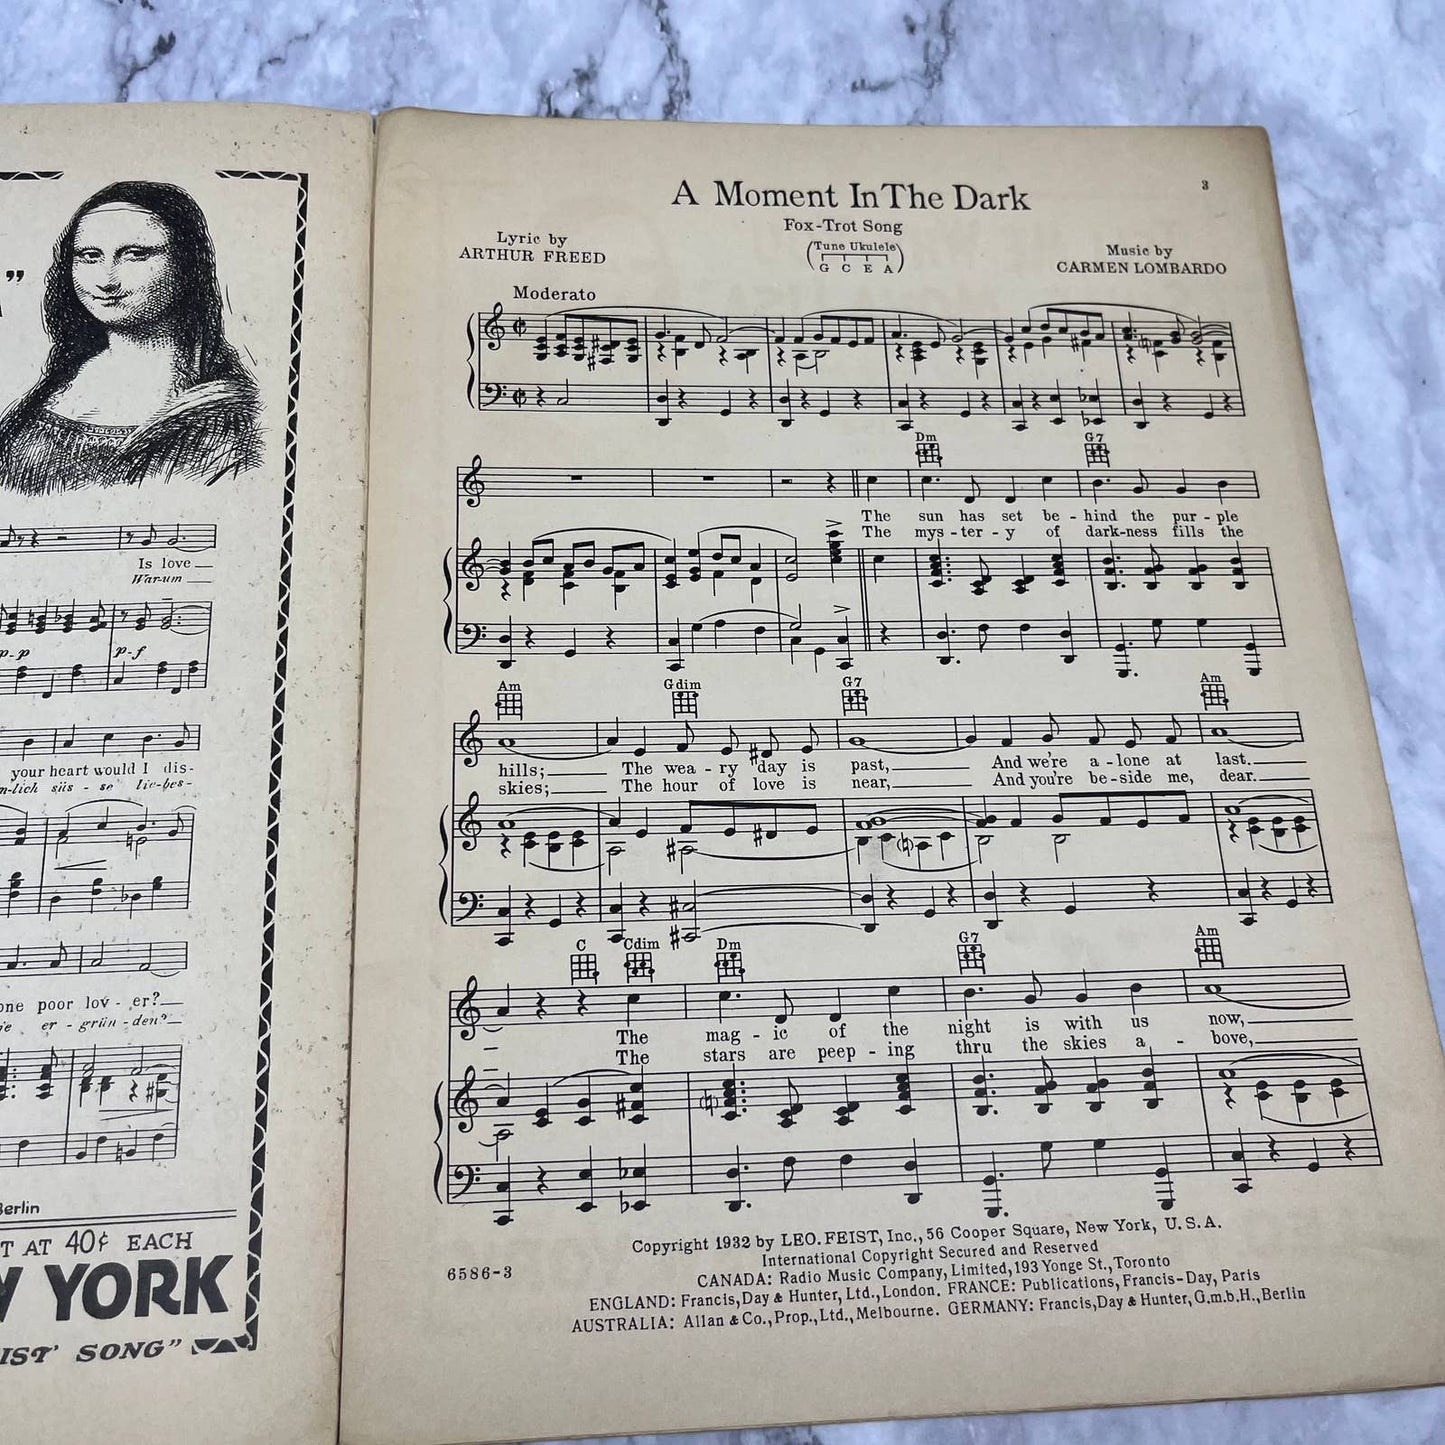 ”
Is love
Warum
p-p
p-f
your heart would I dis-
süs - se lie-bes-
one poor lov - er?
er - grün - den?
Berlin
T AT 40¢ EACH
YORK
SONG”
3
A Moment In The Dark
Fox-Trot Song
(Tune Ukulele)
G C E A
Lyric by
ARTHUR FREED
Music by
CARMEN LOMBARDO
Moderato
Dm G7
The sun has set be - hind the pur - ple
The mys - ter - y of dark-ness fills the
Am Gdim G7 Am
hills; The wea - ry day is past, And we're a - lone at last.
skies; The hour of love is near, And you're be - side me, dear.
C Cdim Dm G7 Am
The mag - ic of the night is with us now,
The stars are peep - ing thru the skies a - bove,
Copyright 1932 by LEO. FEIST, Inc., 56 Cooper Square, New York, U.S.A.
International Copyright Secured and Reserved
6586-3
CANADA: Radio Music Company, Limited, 193 Yonge St., Toronto
ENGLAND: Francis, Day & Hunter, Ltd., London. FRANCE: Publications, Francis-Day, Paris
AUSTRALIA: Allan & Co., Prop., Ltd., Melbourne. GERMANY: Francis, Day & Hunter, G.m.b.H., Berlin